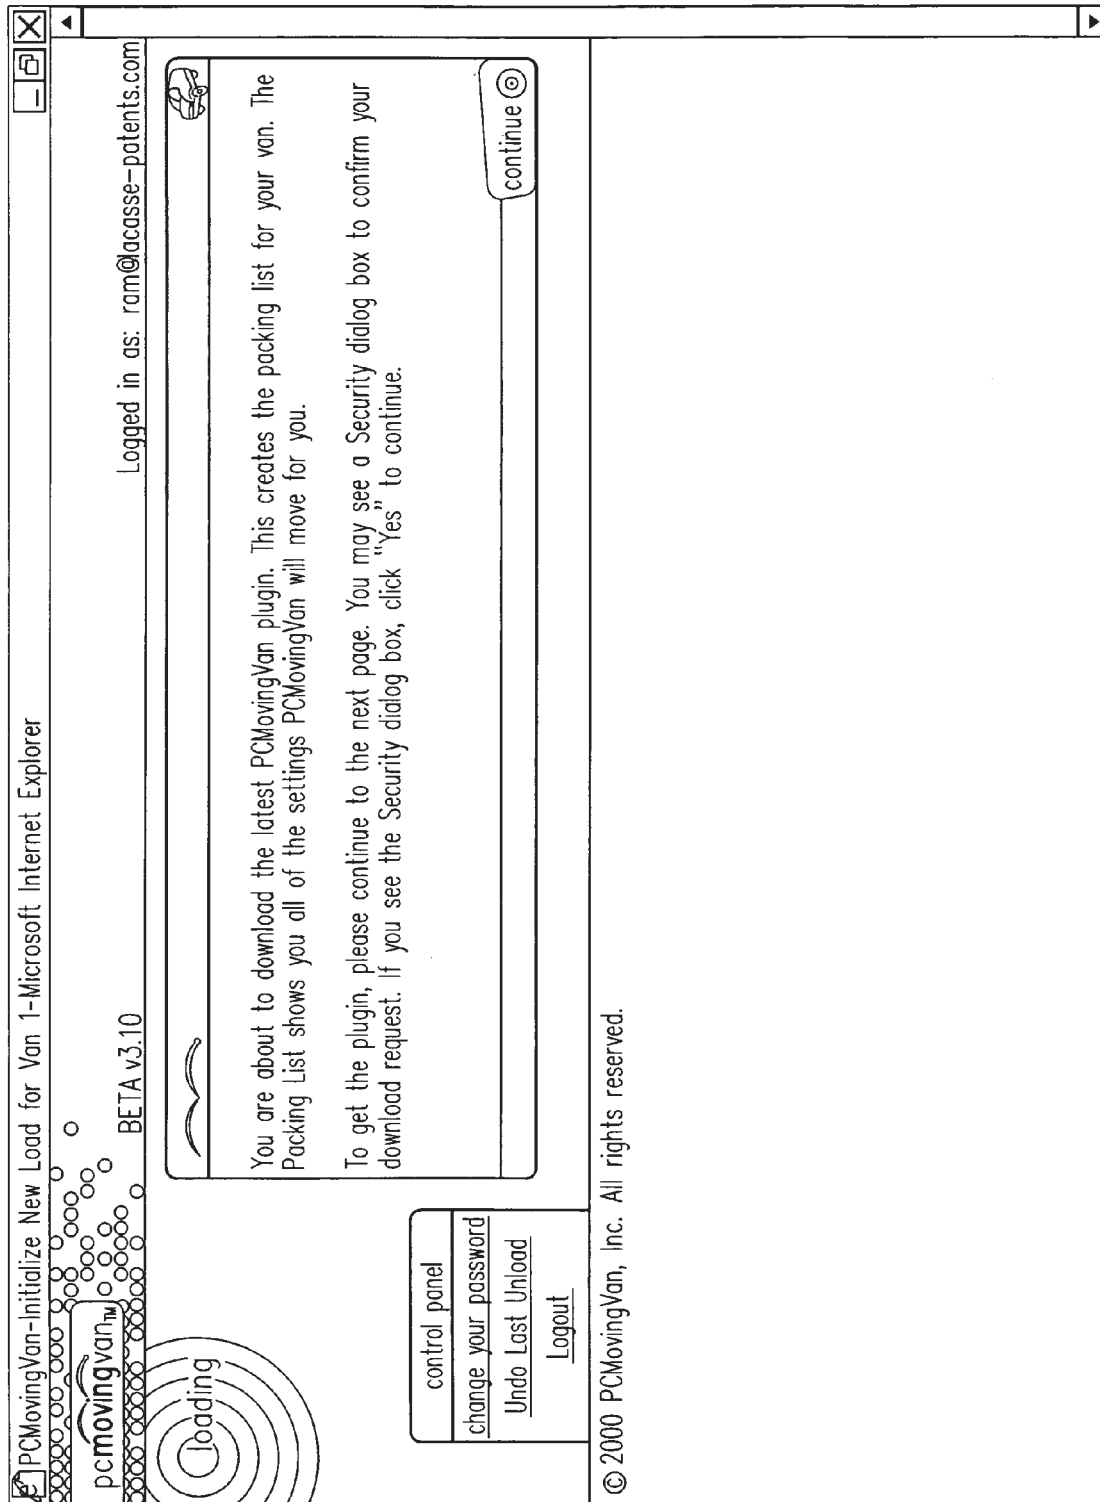 PCMovingVan-Initialize New Load for Van 1-Microsoft Internet Explorer
pcmovingvan™
BETA v3.10
Logged in as: ram@lacasse-patents.com
loading
You are about to download the latest PCMovingVan plugin. This creates the packing list for your van. The
Packing List shows you all of the settings PCMovingVan will move for you.
To get the plugin, please continue to the next page. You may see a Security dialog box to confirm your
download request. If you see the Security dialog box, click "Yes" to continue.
continue
control panel
change your password
Undo Last Unload
Logout
© 2000 PCMovingVan, Inc. All rights reserved.